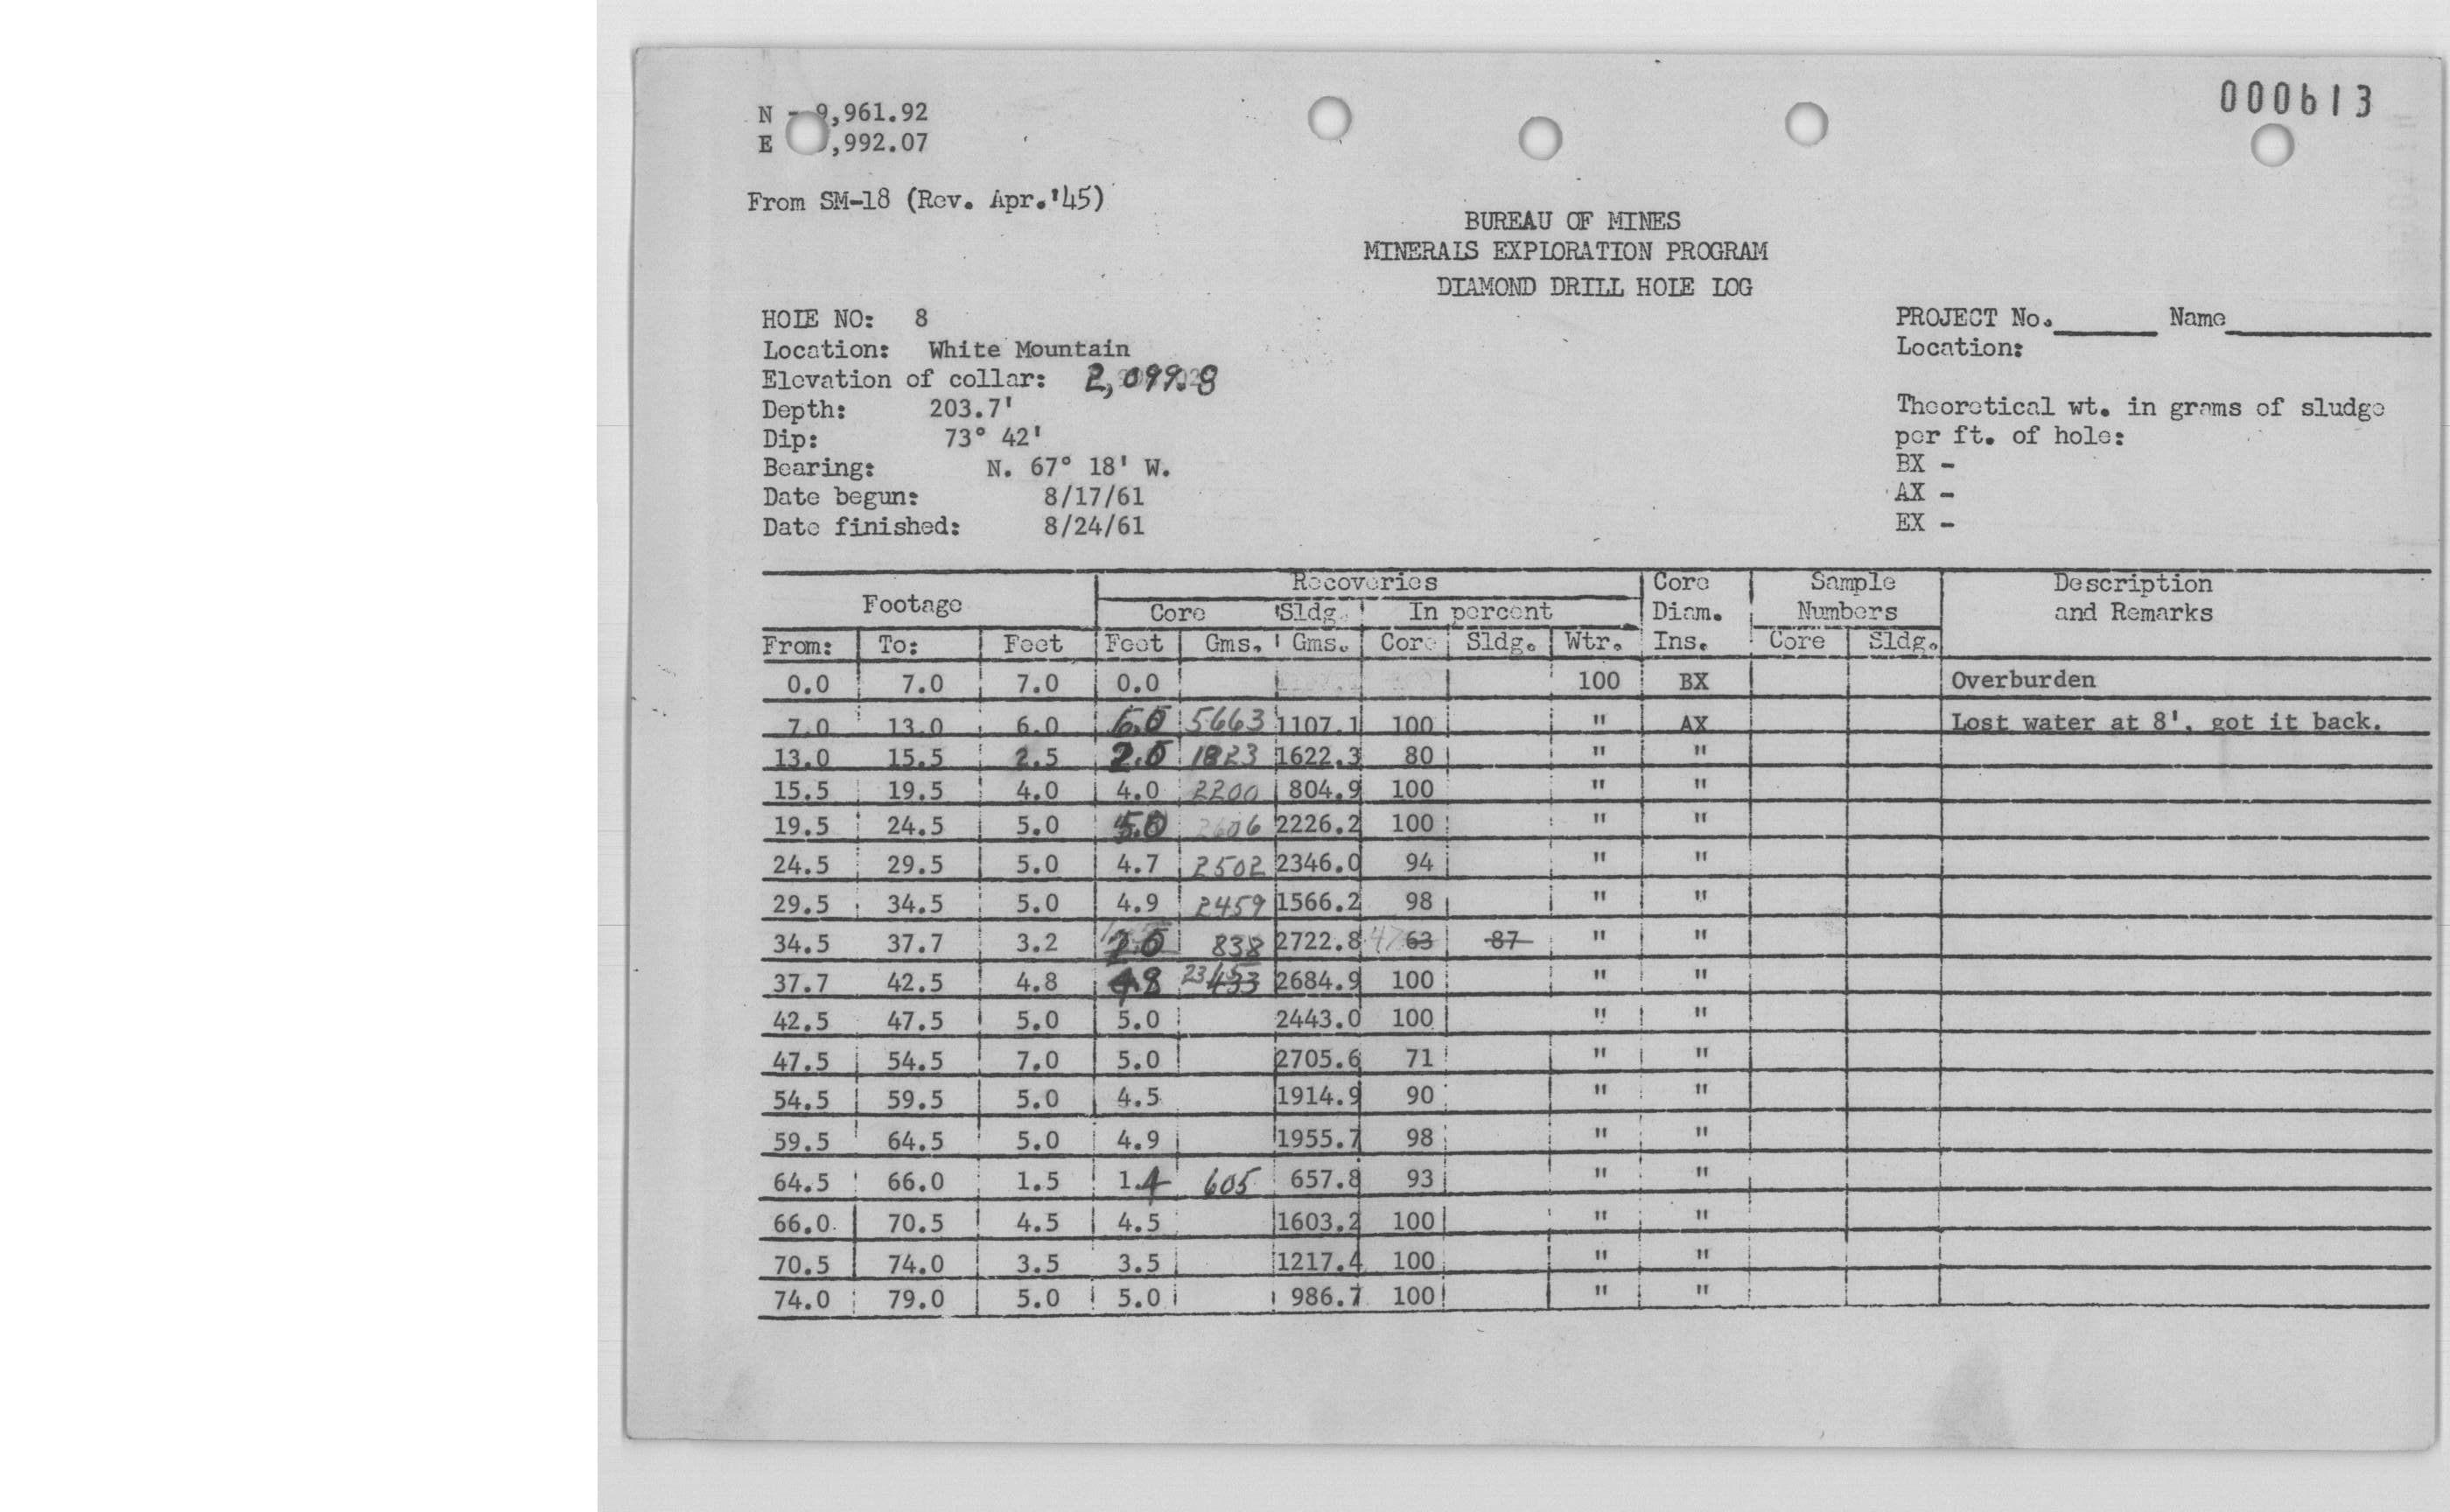 000613
N - 9,961.92
E ,992.07
From SM-18 (Rev. Apr.'45)
BUREAU OF MINES
MINERALS EXPLORATION PROGRAM
DIAMOND DRILL HOLE LOG
HOLE NO: 8
Location: White Mountain
Elevation of collar: 2,099.8
Depth: 203.7'
Dip: 73° 42'
Bearing: N. 67° 18' W.
Date begun: 8/17/61
Date finished: 8/24/61
PROJECT No. Name
Location:
Theoretical wt. in grams of sludge
per ft. of hole:
BX -
AX -
EX -
Footage Recoveries Core Sample Description
Core Sldg. In percent Diam. Numbers and Remarks
From: To: Feet Feet Gms. Gms. Core Sldg. Wtr. Ins. Core Sldg.
0.0 7.0 7.0 0.0 100 BX Overburden
7.0 13.0 6.0 6.0 5663 1107.1 100 " AX Lost water at 8', got it back.
13.0 15.5 2.5 2.0 1823 1622.3 80 " "
15.5 19.5 4.0 4.0 2200 804.9 100 " "
19.5 24.5 5.0 5.0 2606 2226.2 100 " "
24.5 29.5 5.0 4.7 2502 2346.0 94 " "
29.5 34.5 5.0 4.9 2459 1566.2 98 " "
34.5 37.7 3.2 2.0 838 2722.8 47 63 87 " "
37.7 42.5 4.8 4.8 2684.9 100 " "
42.5 47.5 5.0 5.0 2443.0 100 " "
47.5 54.5 7.0 5.0 2705.6 71 " "
54.5 59.5 5.0 4.5 1914.9 90 " "
59.5 64.5 5.0 4.9 1955.7 98 " "
64.5 66.0 1.5 1.4 605 657.8 93 " "
66.0 70.5 4.5 4.5 1603.2 100 " "
70.5 74.0 3.5 3.5 1217.4 100 " "
74.0 79.0 5.0 5.0 986.7 100 " "